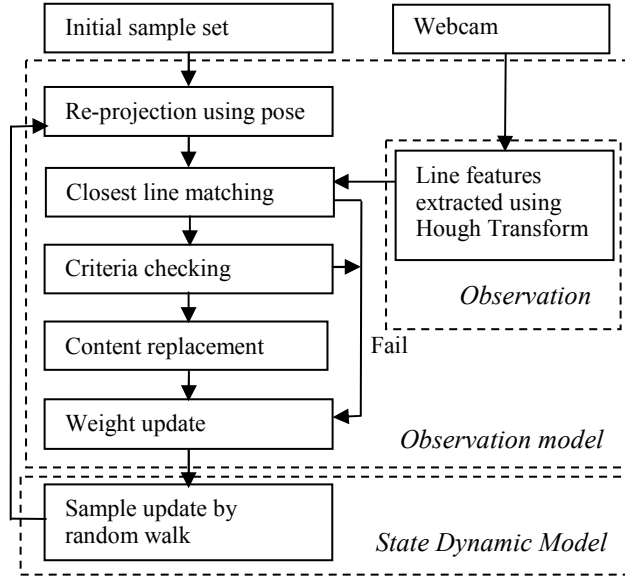 Initial sample set
Webcam
Re-projection using pose
Closest line matching
Line features
extracted using
Hough Transform
Criteria checking
Observation
Content replacement
Fail
Weight update
Observation model
Sample update by
random walk
State Dynamic Model